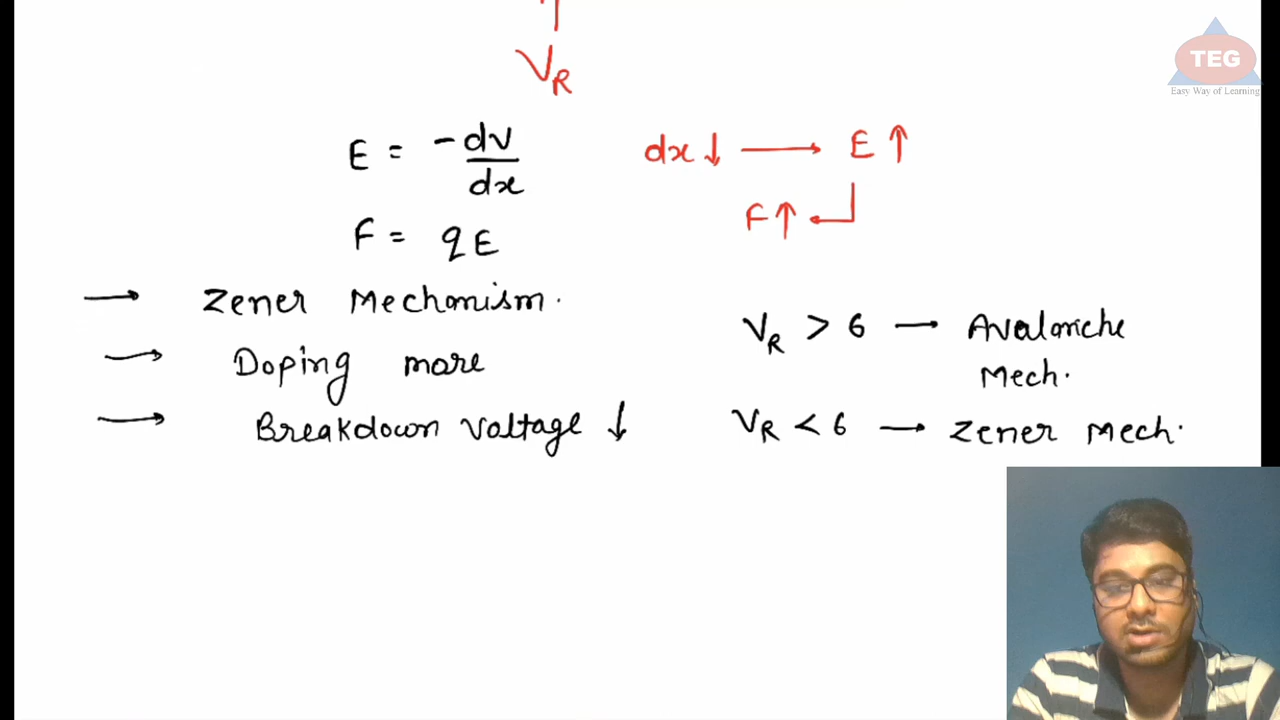 ↑
V_R
TEG
Easy Way of Learning
E = -dv/dx
dx ↓ → E ↑
F ↑ ←
F = qE
→ Zener Mechonism.
V_R > 6 → Avalanche
Mech.
→ Doping more
→ Breakdown Voltage ↓
V_R < 6 → Zener Mech.